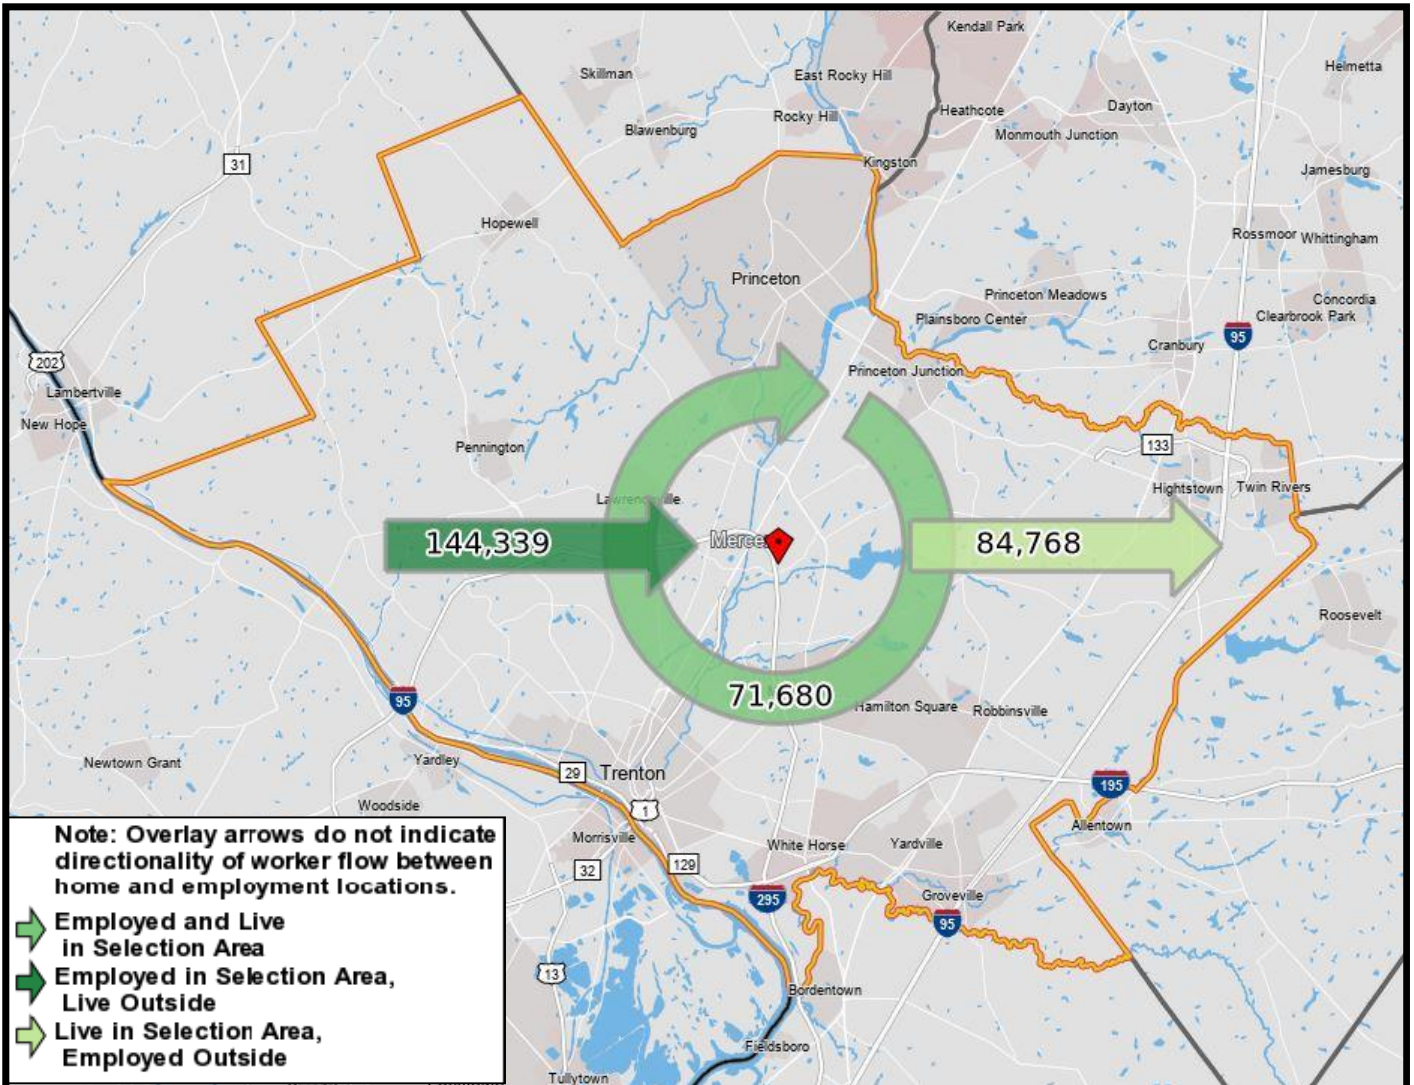 Kendall Park
Skillman
East Rocky Hill
Helmetta
Rocky Hill
Heathcote
Dayton
Blawenburg
Monmouth Junction
31
Kingston
Jamesburg
Hopewell
Rossmoor
Whittingham
Princeton
Princeton Meadows
Concordia
Plainsboro Center
Clearbrook Park
95
Cranbury
202
Princeton Junction
Lambertville
New Hope
Pennington
133
Hightstown
Twin Rivers
Lawrenceville
144,339
Mercer
84,768
Roosevelt
71,680
95
Hamilton Square
Robbinsville
Newtown Grant
Yardley
29
Trenton
195
Woodside
1
Allentown
Morrisville
White Horse
Yardville
129
32
295
Groveville
95
13
Bordentown
Fieldsboro
Tullytown
Note: Overlay arrows do not indicate
directionality of worker flow between
home and employment locations.
Employed and Live
in Selection Area
Employed in Selection Area,
Live Outside
Live in Selection Area,
Employed Outside